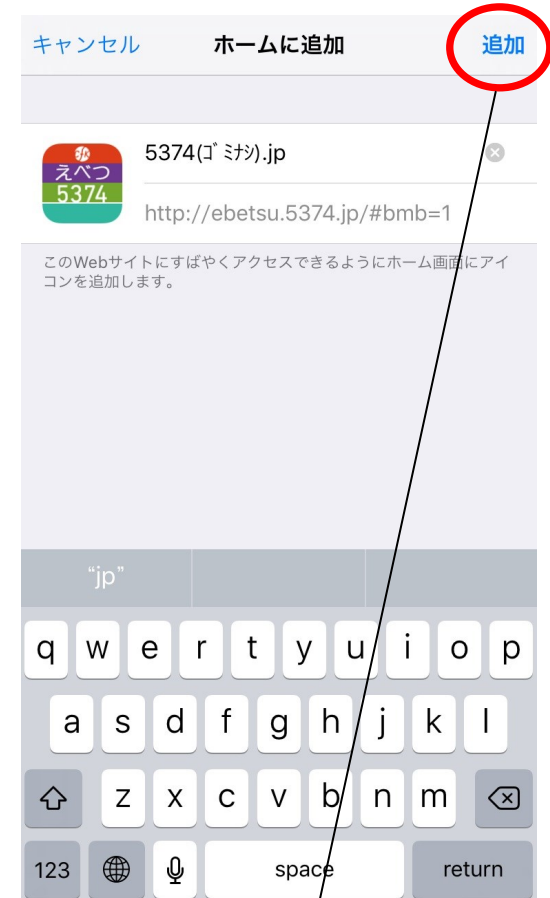 キャンセル ホームに追加 追加
えべつ
5374
5374(ｺﾞﾐﾅｼ).jp
http://ebetsu.5374.jp/#bmb=1
このWebサイトにすばやくアクセスできるようにホーム画面にアイ
コンを追加します。
“jp”
q w e r t y u i o p
a s d f g h j k l
z x c v b n m
123 space return